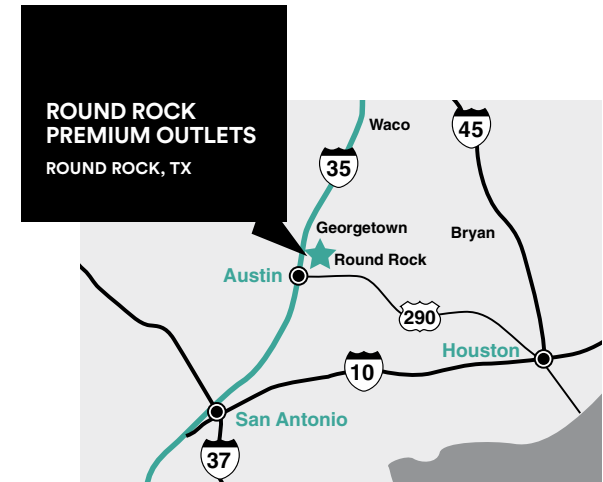 ROUND ROCK
PREMIUM OUTLETS
ROUND ROCK, TX
Waco
45
35
Georgetown
Bryan
Round Rock
Austin
290
Houston
10
San Antonio
37